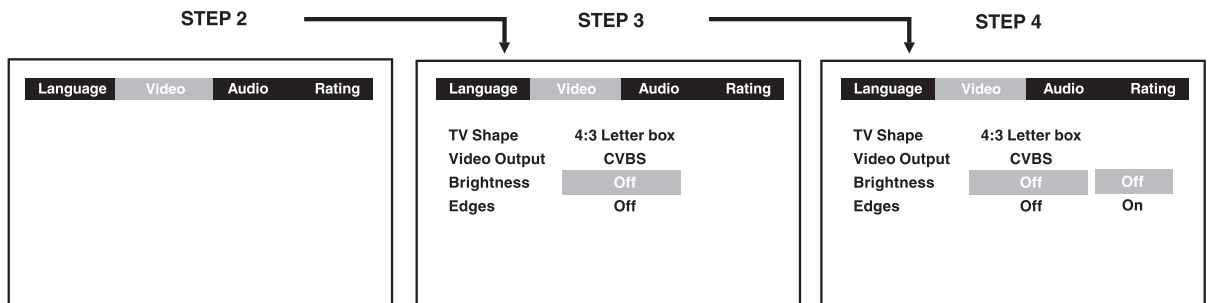 STEP 2 STEP 3 STEP 4
Language Video Audio Rating
Language Video Audio Rating
TV Shape 4:3 Letter box
Video Output CVBS
Brightness Off
Edges Off
Language Video Audio Rating
TV Shape 4:3 Letter box
Video Output CVBS
Brightness Off Off
Edges Off On